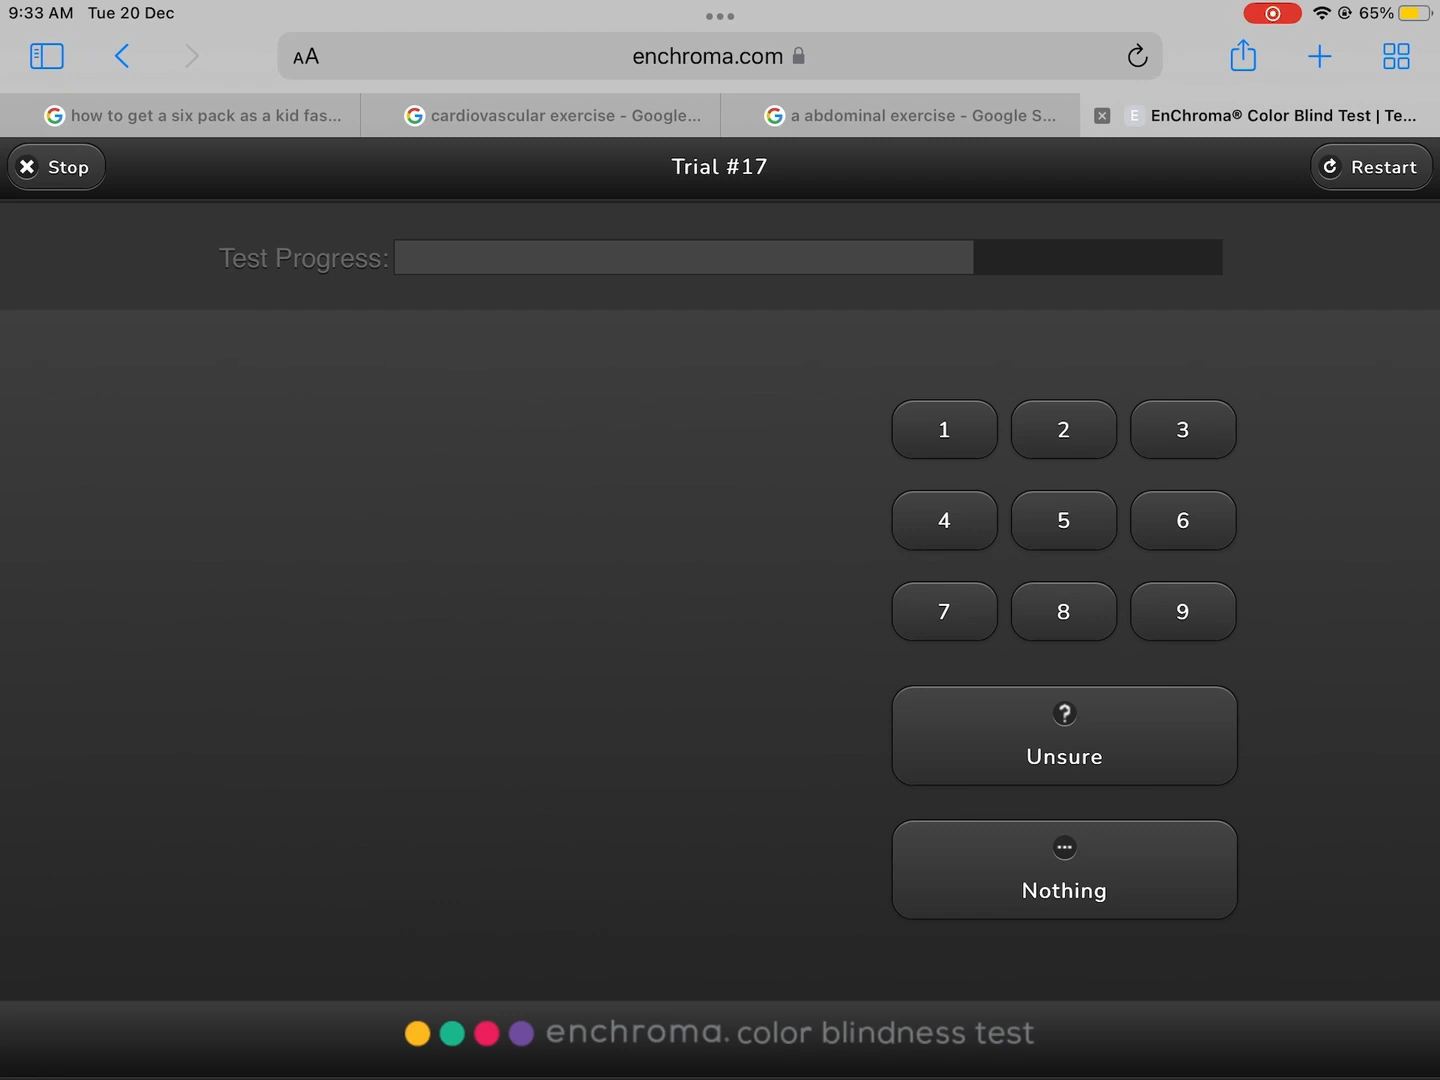 9:33 AM Tue 20 Dec
65%
AA
enchroma.com
how to get a six pack as a kid fas...
cardiovascular exercise - Google...
a abdominal exercise - Google S...
E EnChroma® Color Blind Test | Te...
Stop
Trial #17
Restart
Test Progress:
1 2 3
4 5 6
7 8 9
?
Unsure
Nothing
enchroma. color blindness test